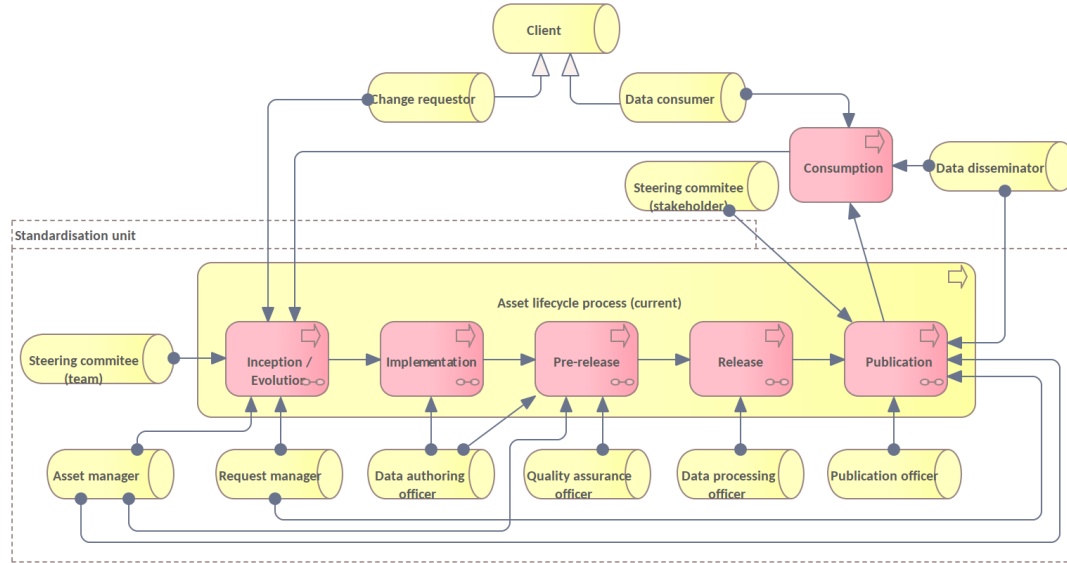 Client
Change requestor
Data consumer
Consumption
Data disseminator
Steering commitee
(stakeholder)
Standardisation unit
Asset lifecycle process (current)
Steering commitee
(team)
Inception /
Evolution
Implementation
Pre-release
Release
Publication
Asset manager
Request manager
Data authoring
officer
Quality assurance
officer
Data processing
officer
Publication officer